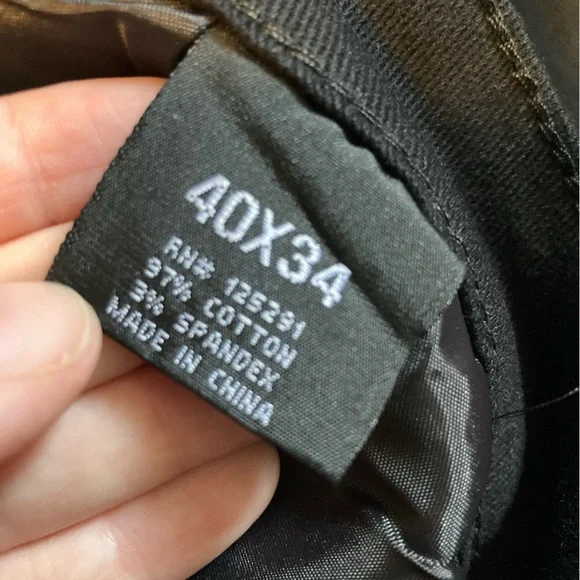 40X34
RN# 125291
97% COTTON
3% SPANDEX
MADE IN CHINA